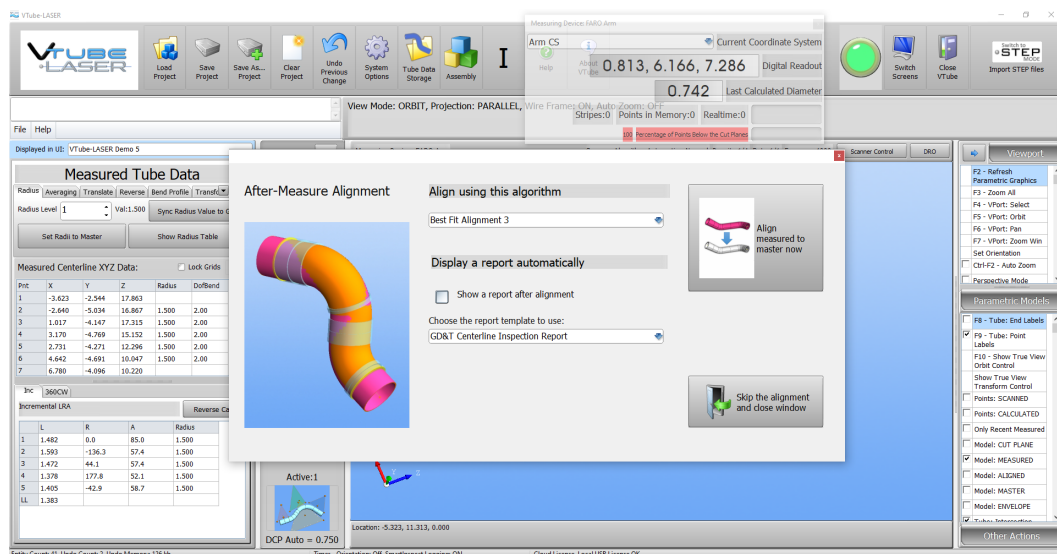 VTube-LASER
Measuring Device: FARO Arm
VTUBE
-LASER
Load
Project
Save
Project
Save As...
Project
Clear
Project
Undo
Previous
Change
System
Options
Tube Data
Storage
Assembly
I
Help
About
VTube
Arm CS
Current Coordinate System
0.813, 6.166, 7.286
Digital Readout
0.742
Last Calculated Diameter
Stripes:0
Points in Memory:0
Realtime:0
100
Percentage of Points Below the Cut Planes
Switch
Screens
Close
VTube
Switch to
STEP
MODE
Import STEP files
View Mode: ORBIT, Projection: PARALLEL, Wire Frame: ON, Auto Zoom: OFF
File
Help
Displayed in UI:
VTube-LASER Demo 5
Scanner Control
DRO
Measured Tube Data
Radius
Averaging
Translate
Reverse
Bend Profile
Transfo
Radius Level
1
Val:1.500
Sync Radius Value to G
Set Radii to Master
Show Radius Table
Measured Centerline XYZ Data:
Lock Grids
Pnt X Y Z Radius DofBend
1 -3.623 -2.544 17.863
2 -2.640 -5.034 16.867 1.500 2.00
3 1.017 -4.147 17.315 1.500 2.00
4 3.170 -4.769 15.152 1.500 2.00
5 2.731 -4.271 12.296 1.500 2.00
6 4.642 -4.691 10.047 1.500 2.00
7 6.780 -4.096 10.220
Inc
360CW
Incremental LRA
Reverse Ca
L R A Radius
1 1.482 0.0 85.0 1.500
2 1.593 -136.3 57.4 1.500
3 1.472 44.1 57.4 1.500
4 1.378 177.8 52.1 1.500
5 1.405 -42.9 58.7 1.500
LL 1.383
After-Measure Alignment
Align using this algorithm
Best Fit Alignment 3
Display a report automatically
Show a report after alignment
Choose the report template to use:
GD&T Centerline Inspection Report
Align
measured to
master now
Skip the alignment
and close window
x
Active:1
DCP Auto = 0.750
Y
Location: -5.323, 11.313, 0.000
Viewport
F2 - Refresh
Parametric Graphics
F3 - Zoom All
F4 - VPort: Select
F5 - VPort: Orbit
F6 - VPort: Pan
F7 - VPort: Zoom Win
Set Orientation
Ctrl-F2 - Auto Zoom
Perspective Mode
Parametric Models
F8 - Tube: End Labels
F9 - Tube: Point
Labels
F10 - Show True View
Orbit Control
Show True View
Transform Control
Points: SCANNED
Points: CALCULATED
Only Recent Measured
Model: CUT PLANE
Model: MEASURED
Model: ALIGNED
Model: MASTER
Model: ENVELOPE
Other Actions